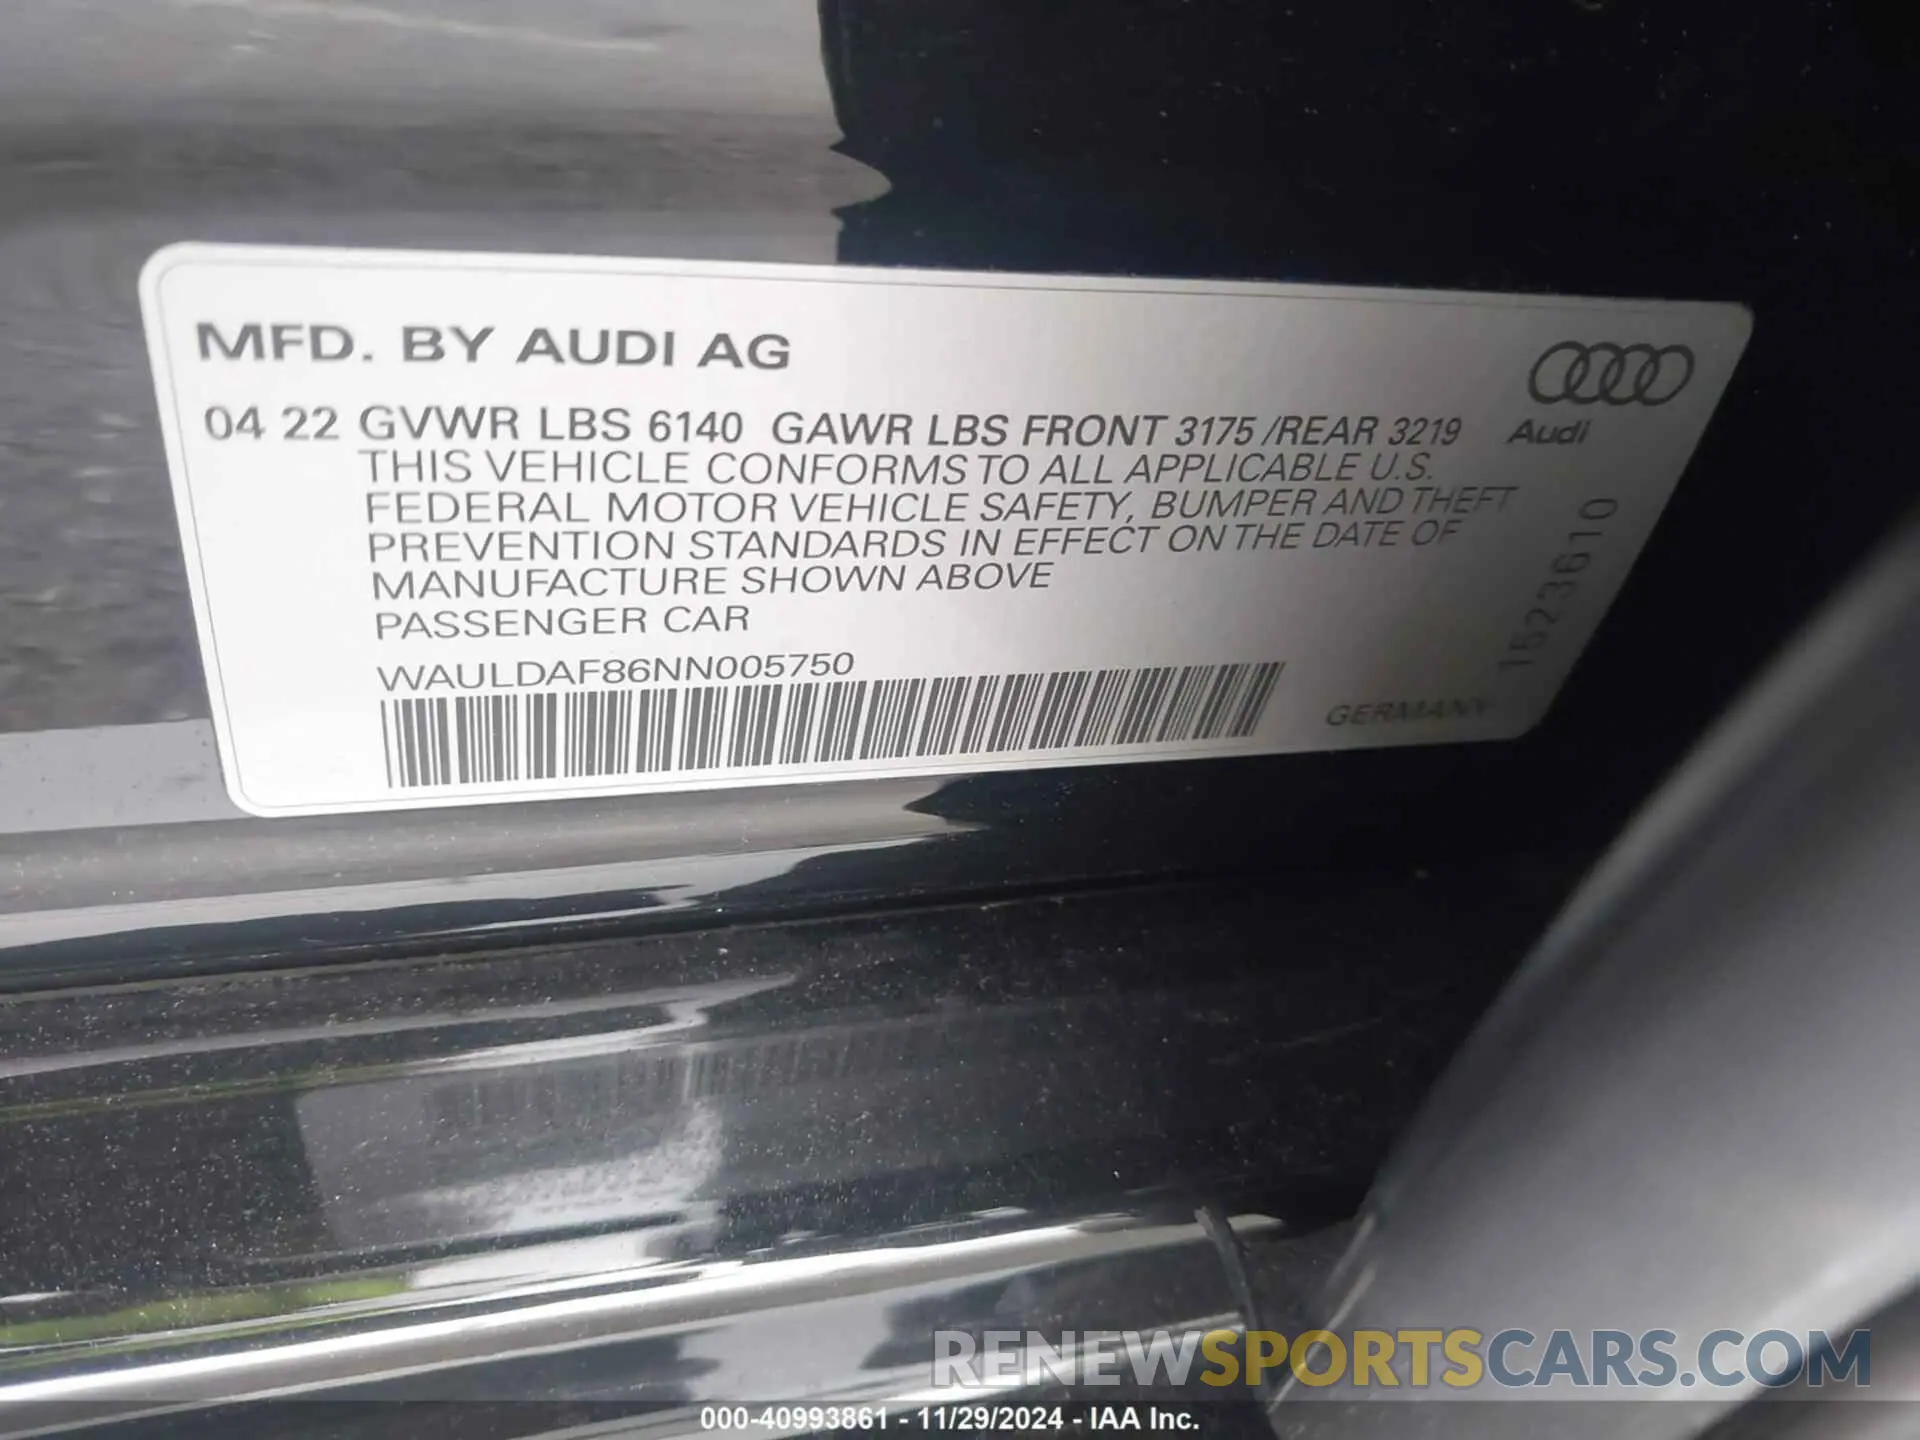 MFD. BY AUDI AG
04 22 GVWR LBS 6140 GAWR LBS FRONT 3175 /REAR 3219
Audi
THIS VEHICLE CONFORMS TO ALL APPLICABLE U.S.
FEDERAL MOTOR VEHICLE SAFETY, BUMPER AND THEFT
PREVENTION STANDARDS IN EFFECT ON THE DATE OF
MANUFACTURE SHOWN ABOVE
PASSENGER CAR
WAULDAF86NN005750
GERMANY
1523610
RENEWSPORTSCARS.COM
000-40993861 - 11/29/2024 - IAA Inc.